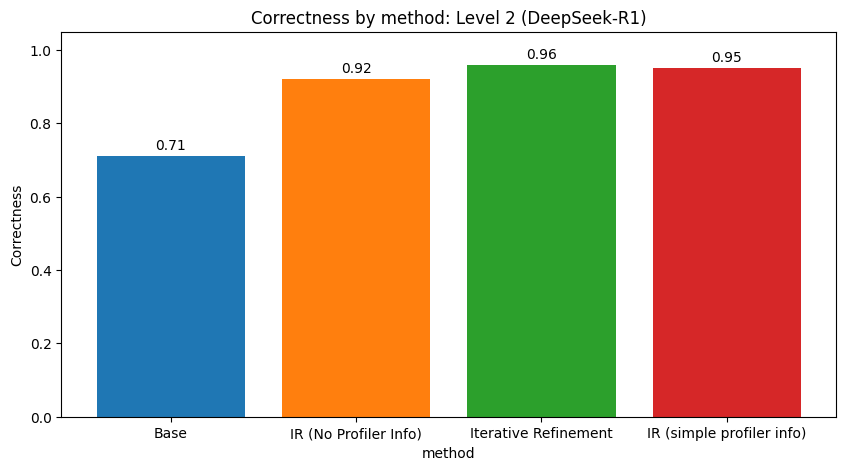 Correctness by method: Level 2 (DeepSeek-R1)
1.0
0.8
0.6
0.4
0.2
0.0
Correctness
0.71
0.92
0.96
0.95
Base
IR (No Profiler Info)
Iterative Refinement
IR (simple profiler info)
method